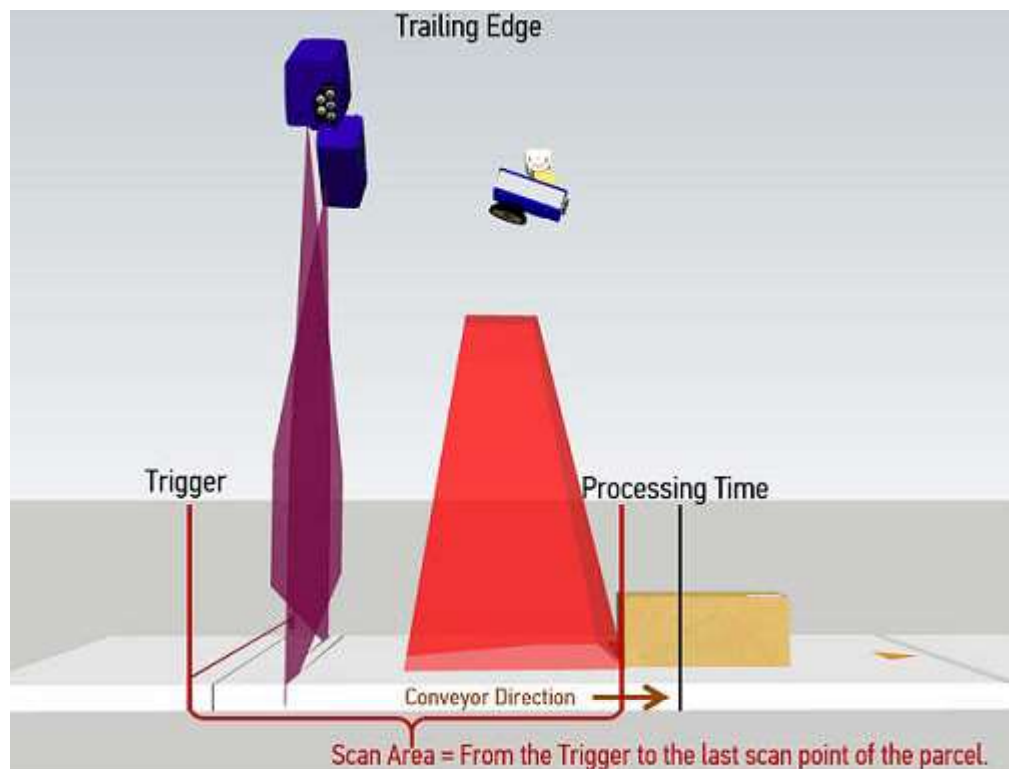 Trailing Edge
Trigger
Processing Time
Conveyor Direction
Scan Area = From the Trigger to the last scan point of the parcel.